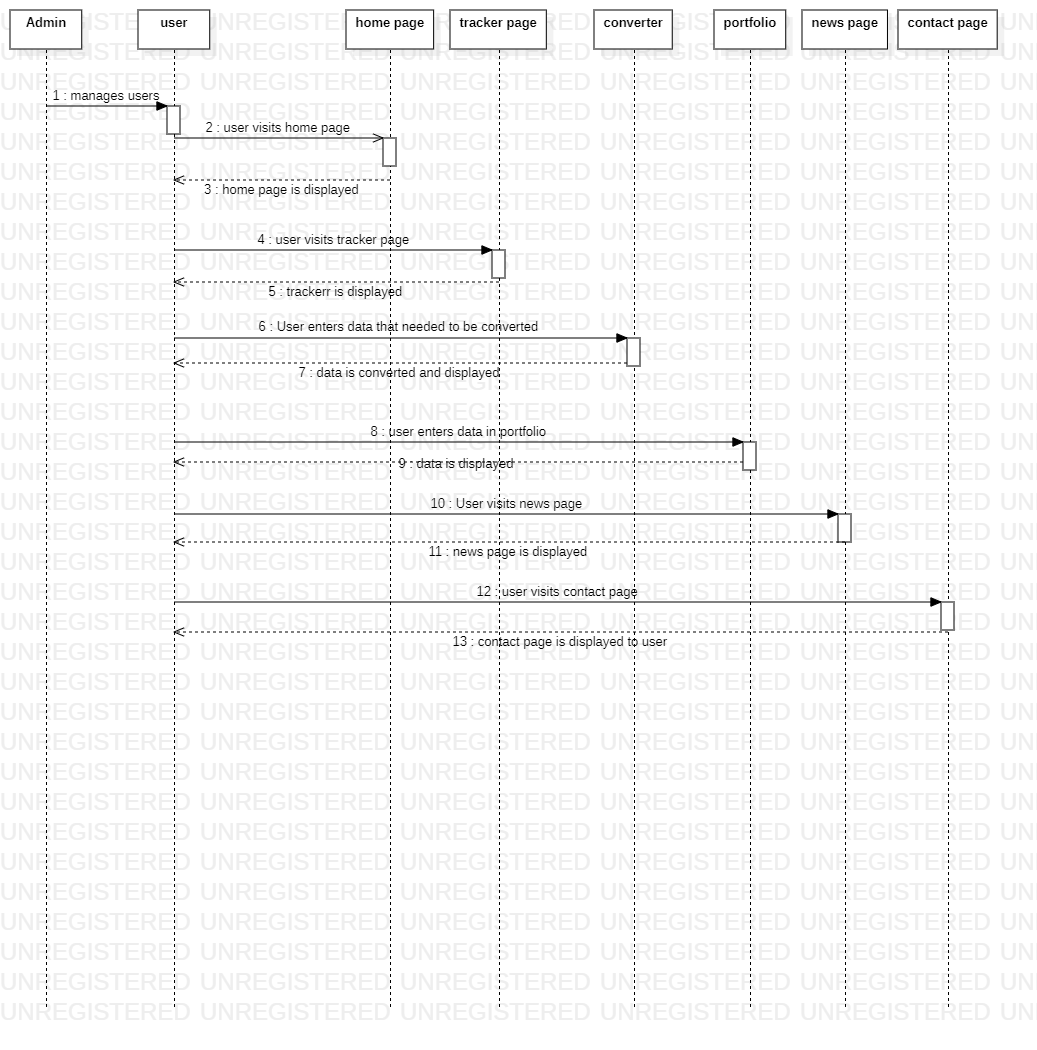 Admin
user
home page
tracker page
converter
portfolio
news page
contact page
1 : manages users
2 : user visits home page
3 : home page is displayed
4 : user visits tracker page
5 : trackerr is displayed
6 : User enters data that needed to be converted
7 : data is converted and displayed
8 : user enters data in portfolio
9 : data is displayed
10 : User visits news page
11 : news page is displayed
12 : user visits contact page
13 : contact page is displayed to user
UNREGISTERED